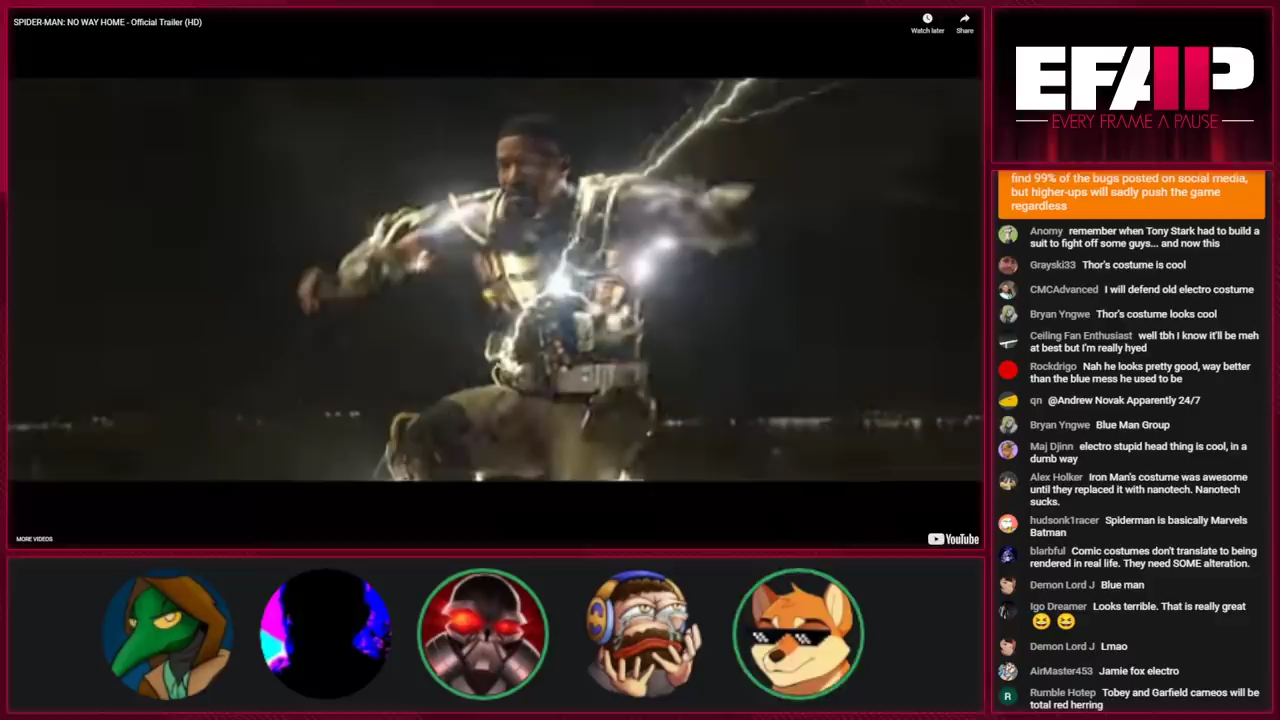 SPIDER-MAN: NO WAY HOME - Official Trailer (HD)
Watch later
Share
MORE VIDEOS
YouTube
EFAP
EVERY FRAME A PAUSE
find 99% of the bugs posted on social media,
but higher-ups will sadly push the game
regardless
Anomy remember when Tony Stark had to build a
suit to fight off some guys... and now this
Grayski33 Thor's costume is cool
CMCAdvanced I will defend old electro costume
Bryan Yngwe Thor's costume looks cool
Ceiling Fan Enthusiast well tbh I know it'll be meh
at best but I'm really hyed
Rockdrigo Nah he looks pretty good, way better
than the blue mess he used to be
qn @Andrew Novak Apparently 24/7
Bryan Yngwe Blue Man Group
Maj Djinn electro stupid head thing is cool, in a
dumb way
Alex Holker Iron Man's costume was awesome
until they replaced it with nanotech. Nanotech
sucks.
hudsonk1racer Spiderman is basically Marvels
Batman
blarbful Comic costumes don't translate to being
rendered in real life. They need SOME alteration.
Demon Lord J Blue man
Igo Dreamer Looks terrible. That is really great
😆 😆
Demon Lord J Lmao
AirMaster453 Jamie fox electro
R
Rumble Hotep Tobey and Garfield cameos will be
total red herring